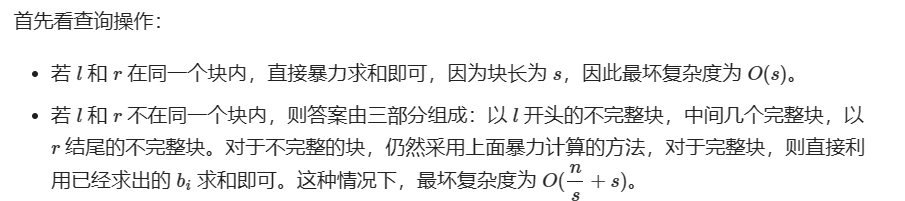 首先看查询操作：
• 若 l 和 r 在同一个块内，直接暴力求和即可，因为块长为 s，因此最坏复杂度为 O(s)。
• 若 l 和 r 不在同一个块内，则答案由三部分组成：以 l 开头的不完整块，中间几个完整块，以
r 结尾的不完整块。对于不完整的块，仍然采用上面暴力计算的方法，对于完整块，则直接利
用已经求出的 b_i 求和即可。这种情况下，最坏复杂度为 O(n/s + s)。